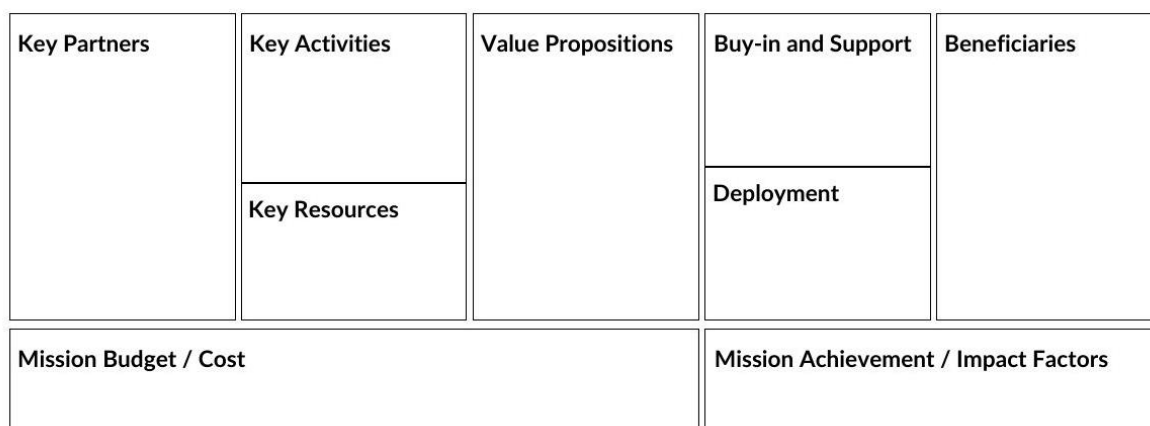 Key Partners
Key Activities
Value Propositions
Buy-in and Support
Beneficiaries
Key Resources
Deployment
Mission Budget / Cost
Mission Achievement / Impact Factors